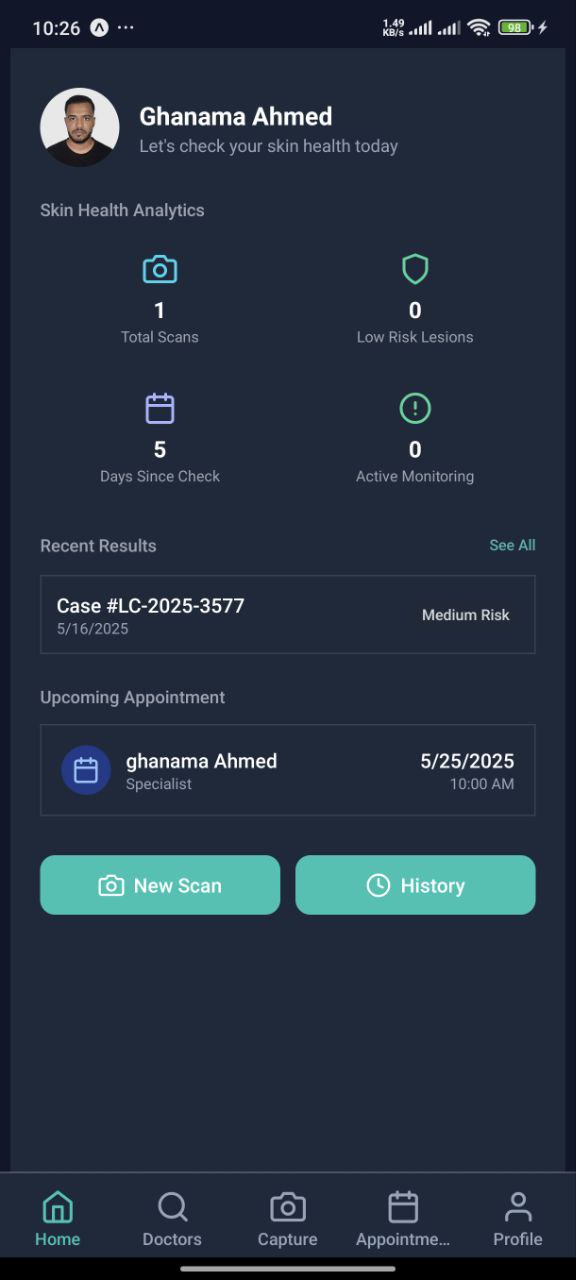 10:26
1.49
KB/s
98
Ghanama Ahmed
Let's check your skin health today
Skin Health Analytics
1
Total Scans
0
Low Risk Lesions
5
Days Since Check
0
Active Monitoring
Recent Results
See All
Case #LC-2025-3577
5/16/2025
Medium Risk
Upcoming Appointment
ghanama Ahmed
Specialist
5/25/2025
10:00 AM
New Scan
History
Home
Doctors
Capture
Appointme...
Profile